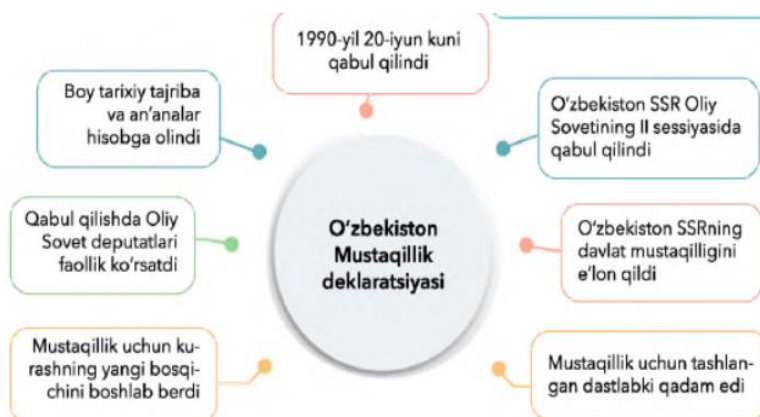 1990-yil 20-iyun kuni
qabul qilindi
Boy tarixiy tajriba
va an'analar
hisobga olindi
O'zbekiston SSR Oliy
Sovetining II sessiyasida
qabul qilindi
Qabul qilishda Oliy
Sovet deputatlari
faollik ko'rsatdi
O'zbekiston
Mustaqillik
deklaratsiyasi
O'zbekiston SSRning
davlat mustaqilligini
e'lon qildi
Mustaqillik uchun ku-
rashning yangi bosqi-
chini boshlab berdi
Mustaqillik uchun tashlan-
gan dastlabki qadam edi